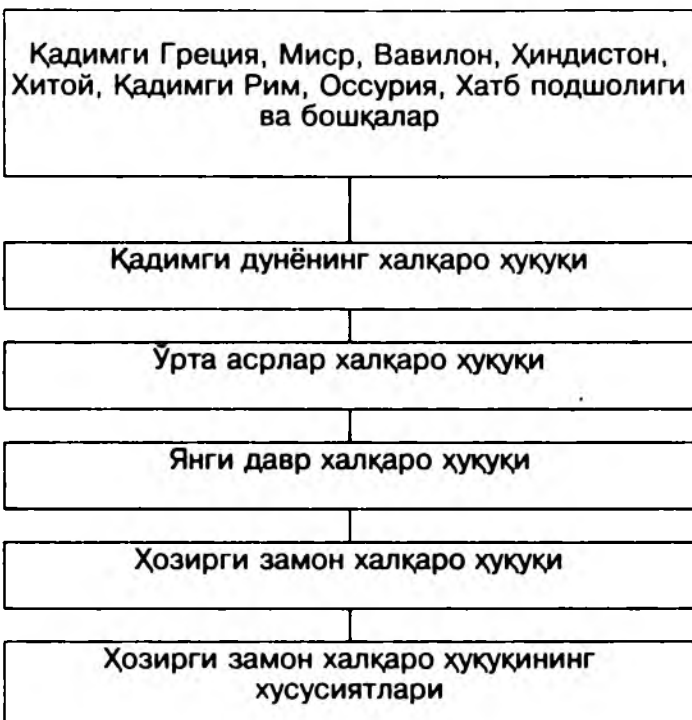 Қадимги Греция, Миср, Вавилон, Ҳиндистон,
Хитой, Қадимги Рим, Оссурия, Хатб подшолиги
ва бошқалар
Қадимги дунёнинг халқаро ҳуқуқи
Ўрта асрлар халқаро ҳуқуқи
Янги давр халқаро ҳуқуқи
Ҳозирги замон халқаро ҳуқуқи
Ҳозирги замон халқаро ҳуқуқининг
хусусиятлари